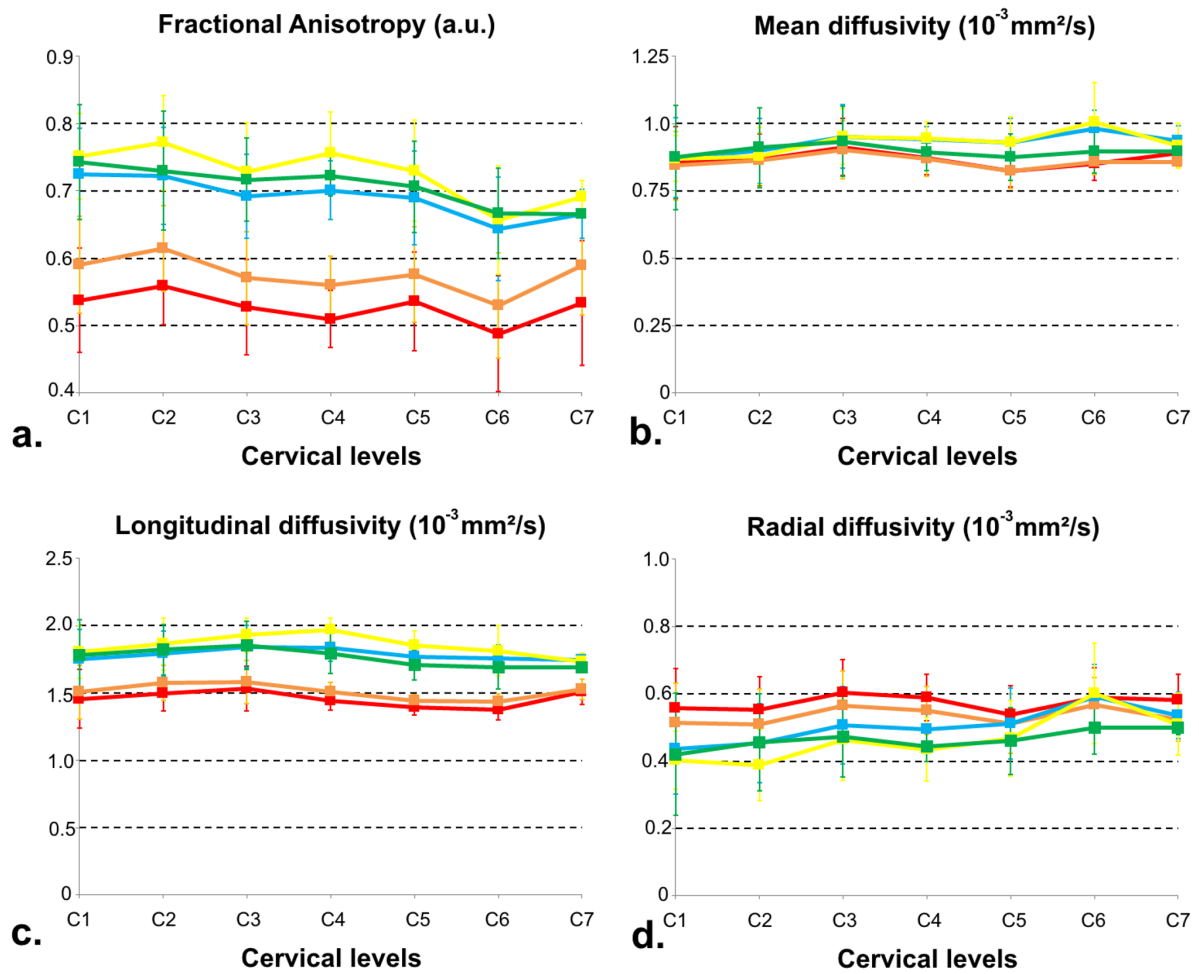 Fractional Anisotropy (a.u.)
0.9
0.8
0.7
0.6
0.5
0.4
C1 C2 C3 C4 C5 C6 C7
a.
Cervical levels
Mean diffusivity (10⁻³mm²/s)
1.25
1.0
0.75
0.5
0.25
0
C1 C2 C3 C4 C5 C6 C7
b.
Cervical levels
Longitudinal diffusivity (10⁻³mm²/s)
2.5
2.0
1.5
1.0
0.5
0
C1 C2 C3 C4 C5 C6 C7
c.
Cervical levels
Radial diffusivity (10⁻³mm²/s)
1.0
0.8
0.6
0.4
0.2
0
C1 C2 C3 C4 C5 C6 C7
d.
Cervical levels